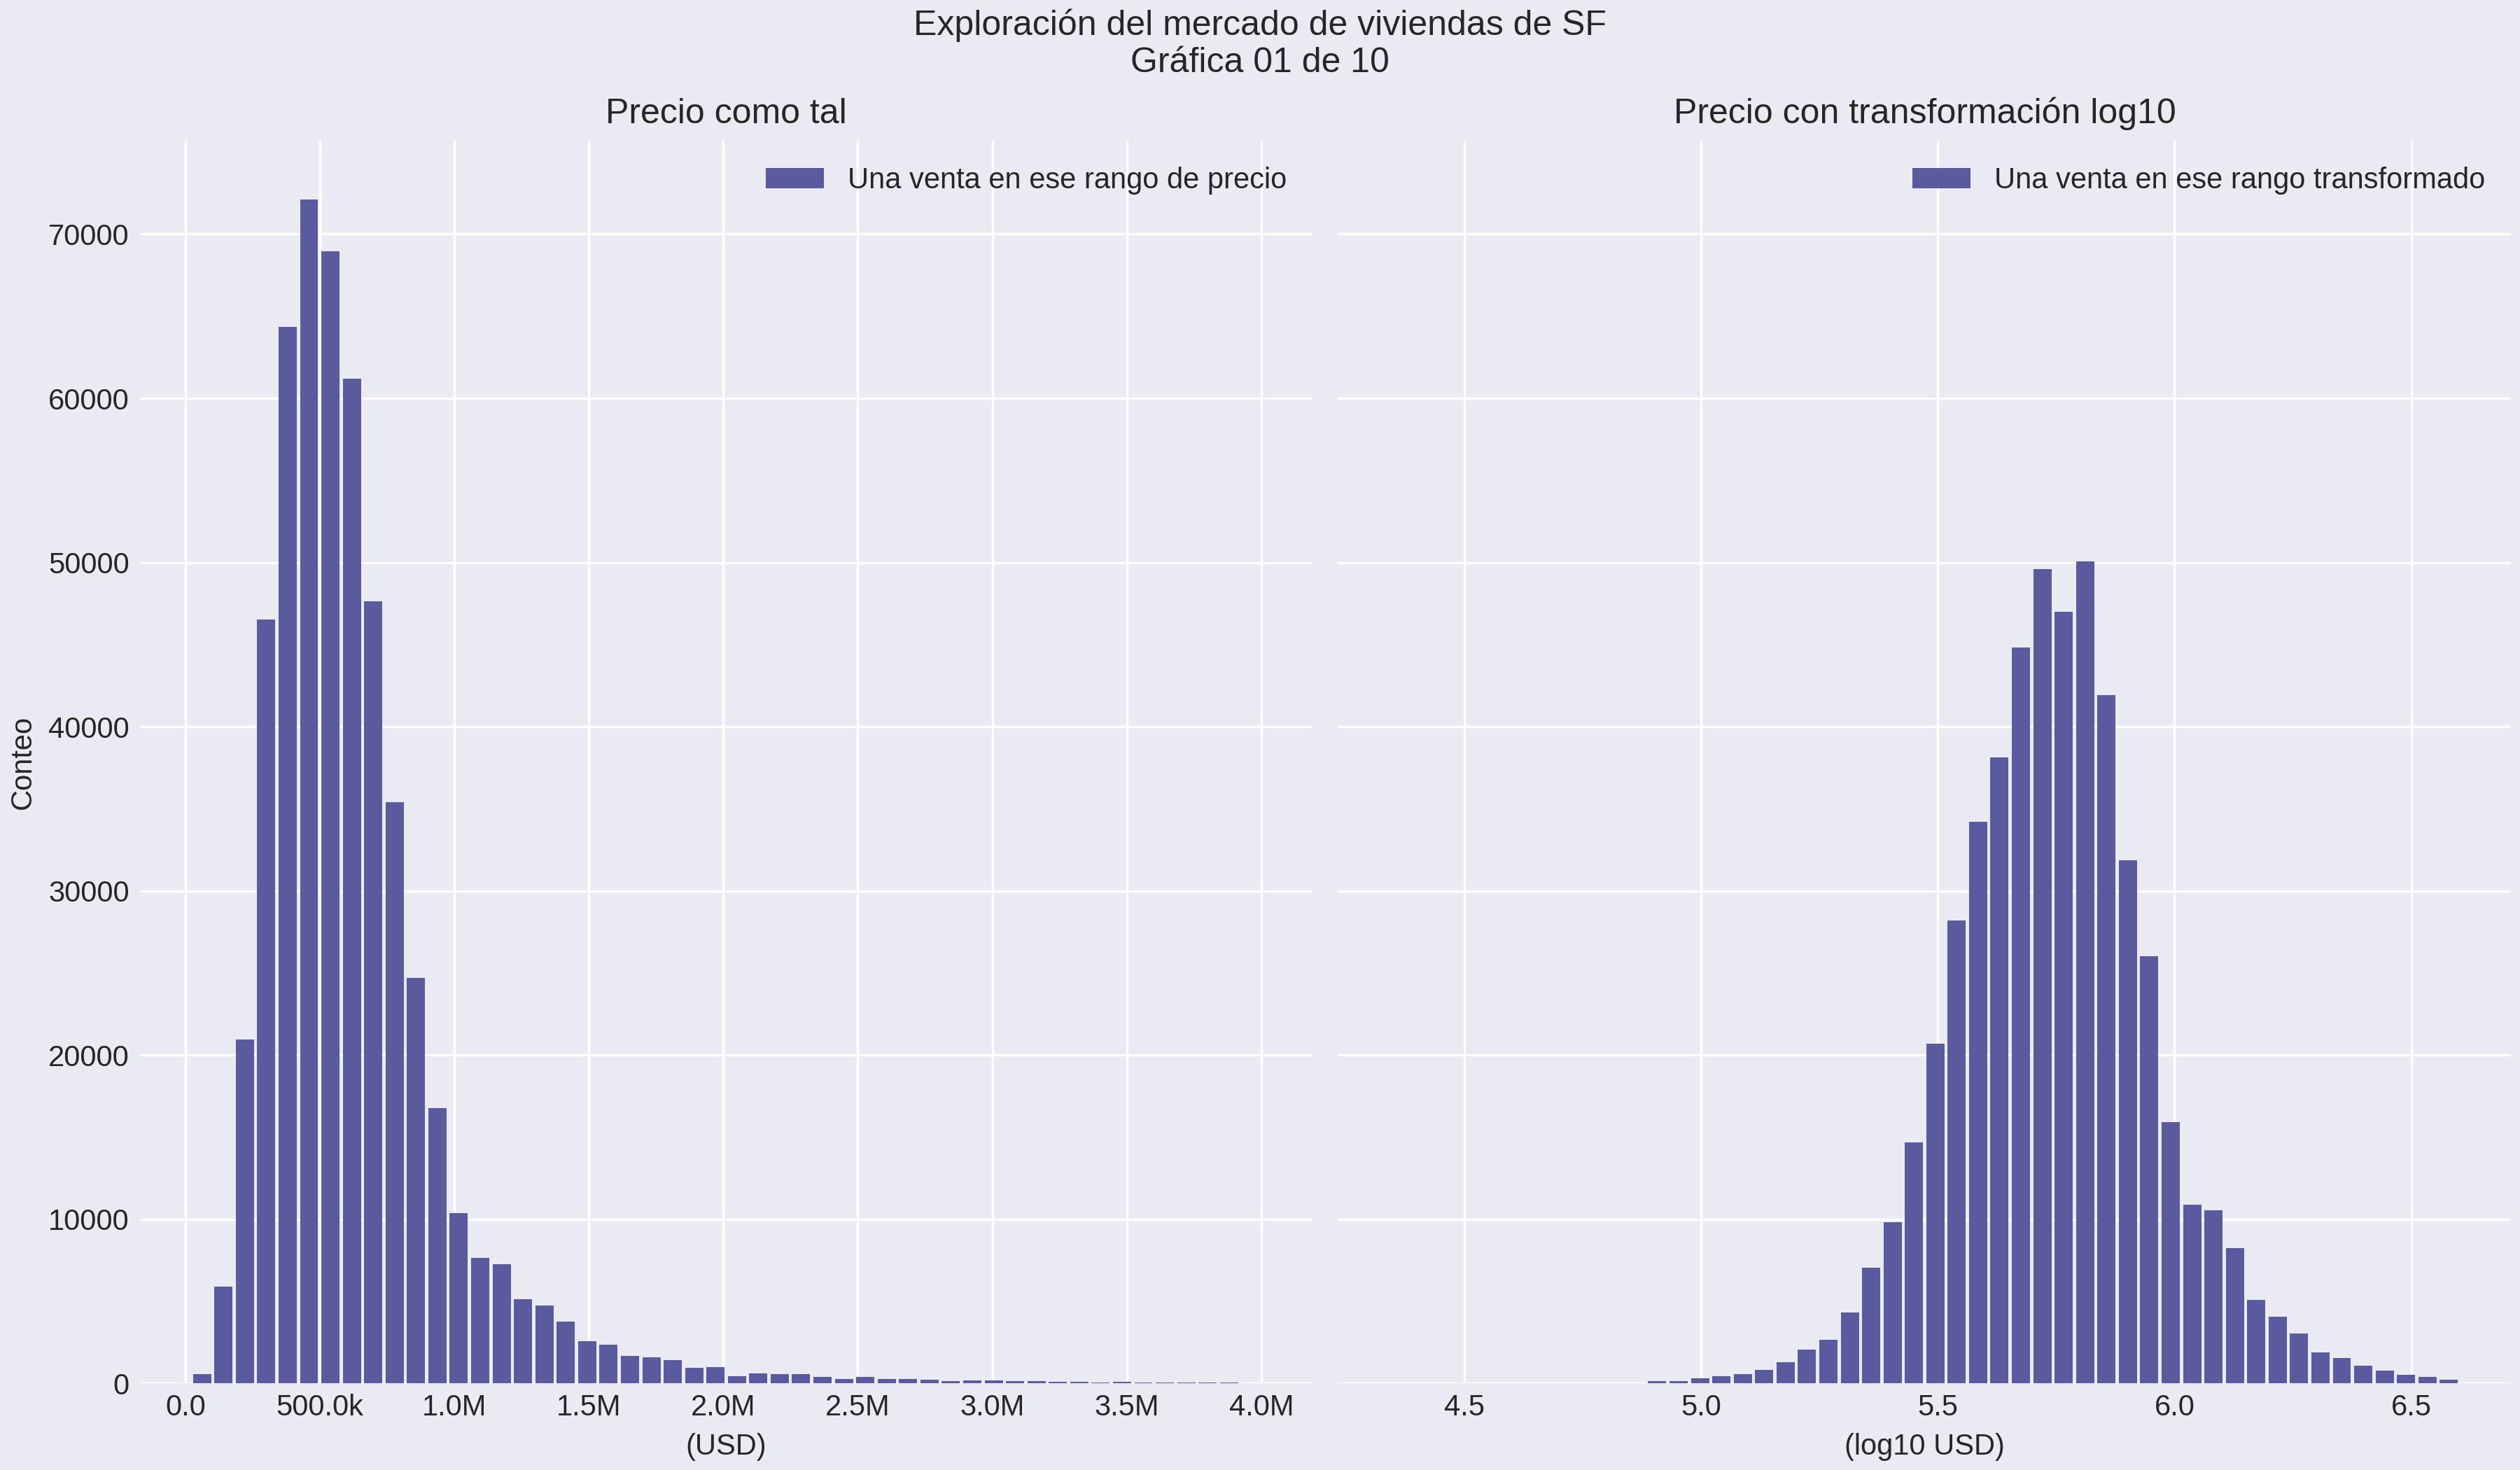 Exploración del mercado de viviendas de SF
Gráfica 01 de 10
Precio como tal
Una venta en ese rango de precio
70000
60000
50000
40000
30000
20000
10000
0
Conteo
0.0 500.0k 1.0M 1.5M 2.0M 2.5M 3.0M 3.5M 4.0M
(USD)
Precio con transformación log10
Una venta en ese rango transformado
4.5 5.0 5.5 6.0 6.5
(log10 USD)